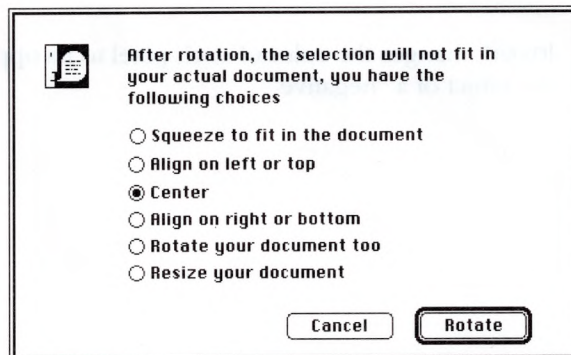 After rotation, the selection will not fit in
your actual document, you have the
following choices
Squeeze to fit in the document
Align on left or top
Center
Align on right or bottom
Rotate your document too
Resize your document
Cancel
Rotate